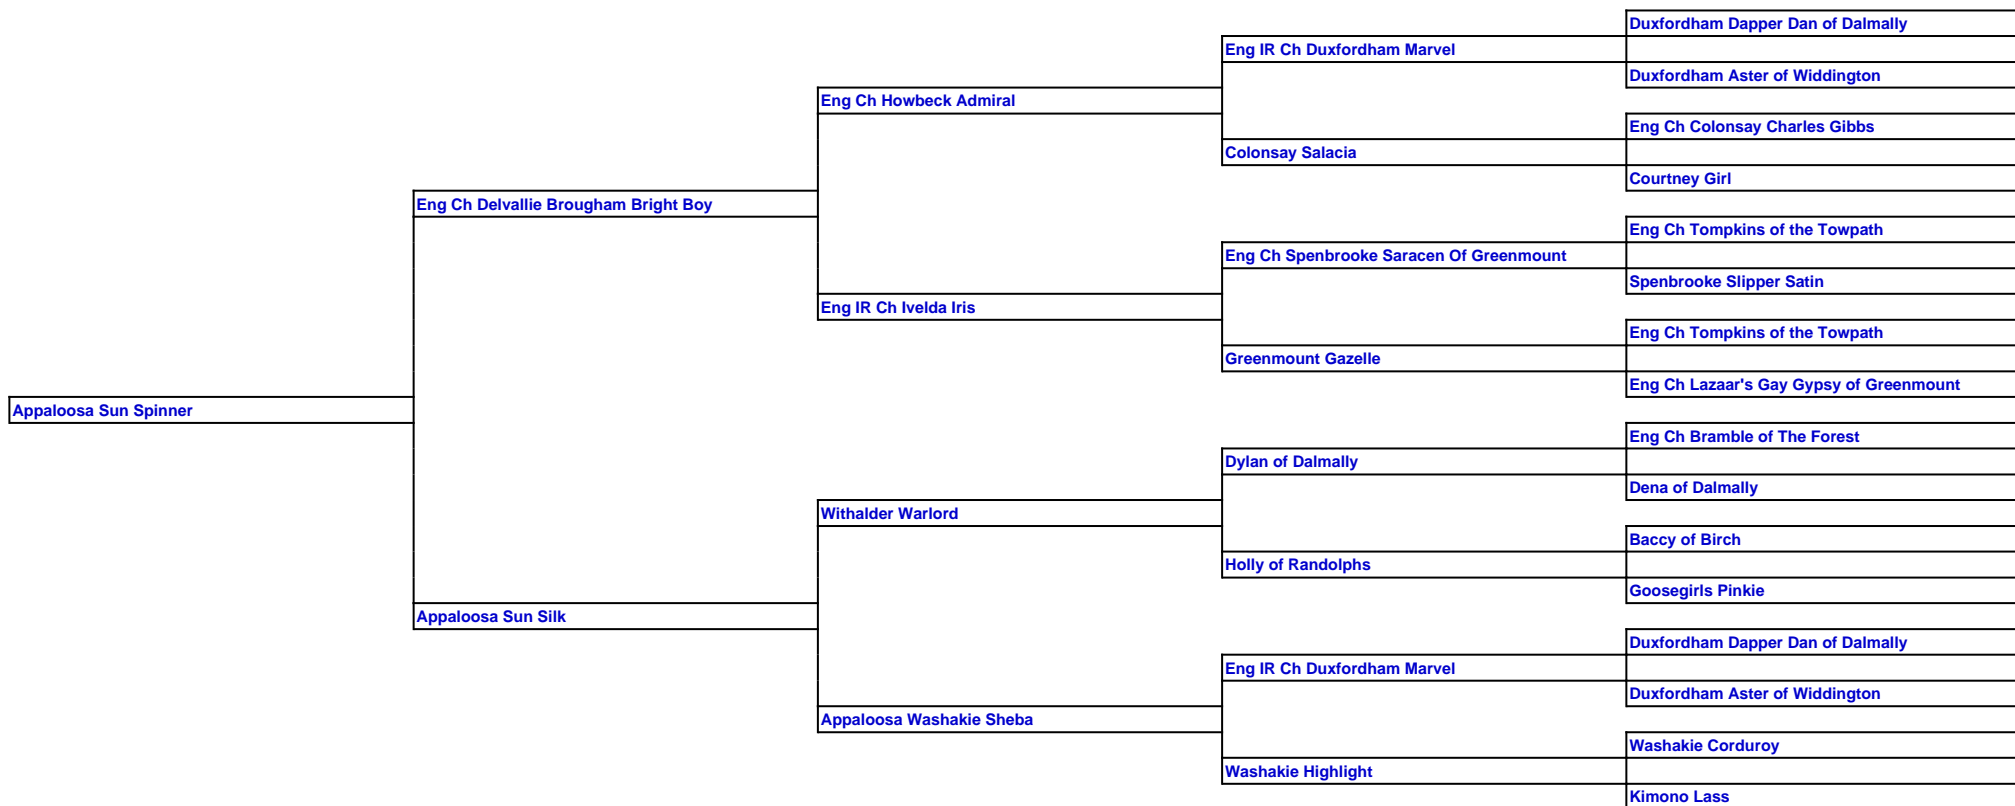 Duxfordham Dapper Dan of Dalmally
Eng IR Ch Duxfordham Marvel
Duxfordham Aster of Widdington
Eng Ch Howbeck Admiral
Eng Ch Colonsay Charles Gibbs
Colonsay Salacia
Courtney Girl
Eng Ch Delvallie Brougham Bright Boy
Eng Ch Tompkins of the Towpath
Eng Ch Spenbrooke Saracen Of Greenmount
Spenbrooke Slipper Satin
Eng IR Ch Ivelda Iris
Eng Ch Tompkins of the Towpath
Greenmount Gazelle
Eng Ch Lazaar's Gay Gypsy of Greenmount
Appaloosa Sun Spinner
Eng Ch Bramble of The Forest
Dylan of Dalmally
Dena of Dalmally
Withalder Warlord
Baccy of Birch
Holly of Randolphs
Goosegirls Pinkie
Appaloosa Sun Silk
Duxfordham Dapper Dan of Dalmally
Eng IR Ch Duxfordham Marvel
Duxfordham Aster of Widdington
Appaloosa Washakie Sheba
Washakie Corduroy
Washakie Highlight
Kimono Lass